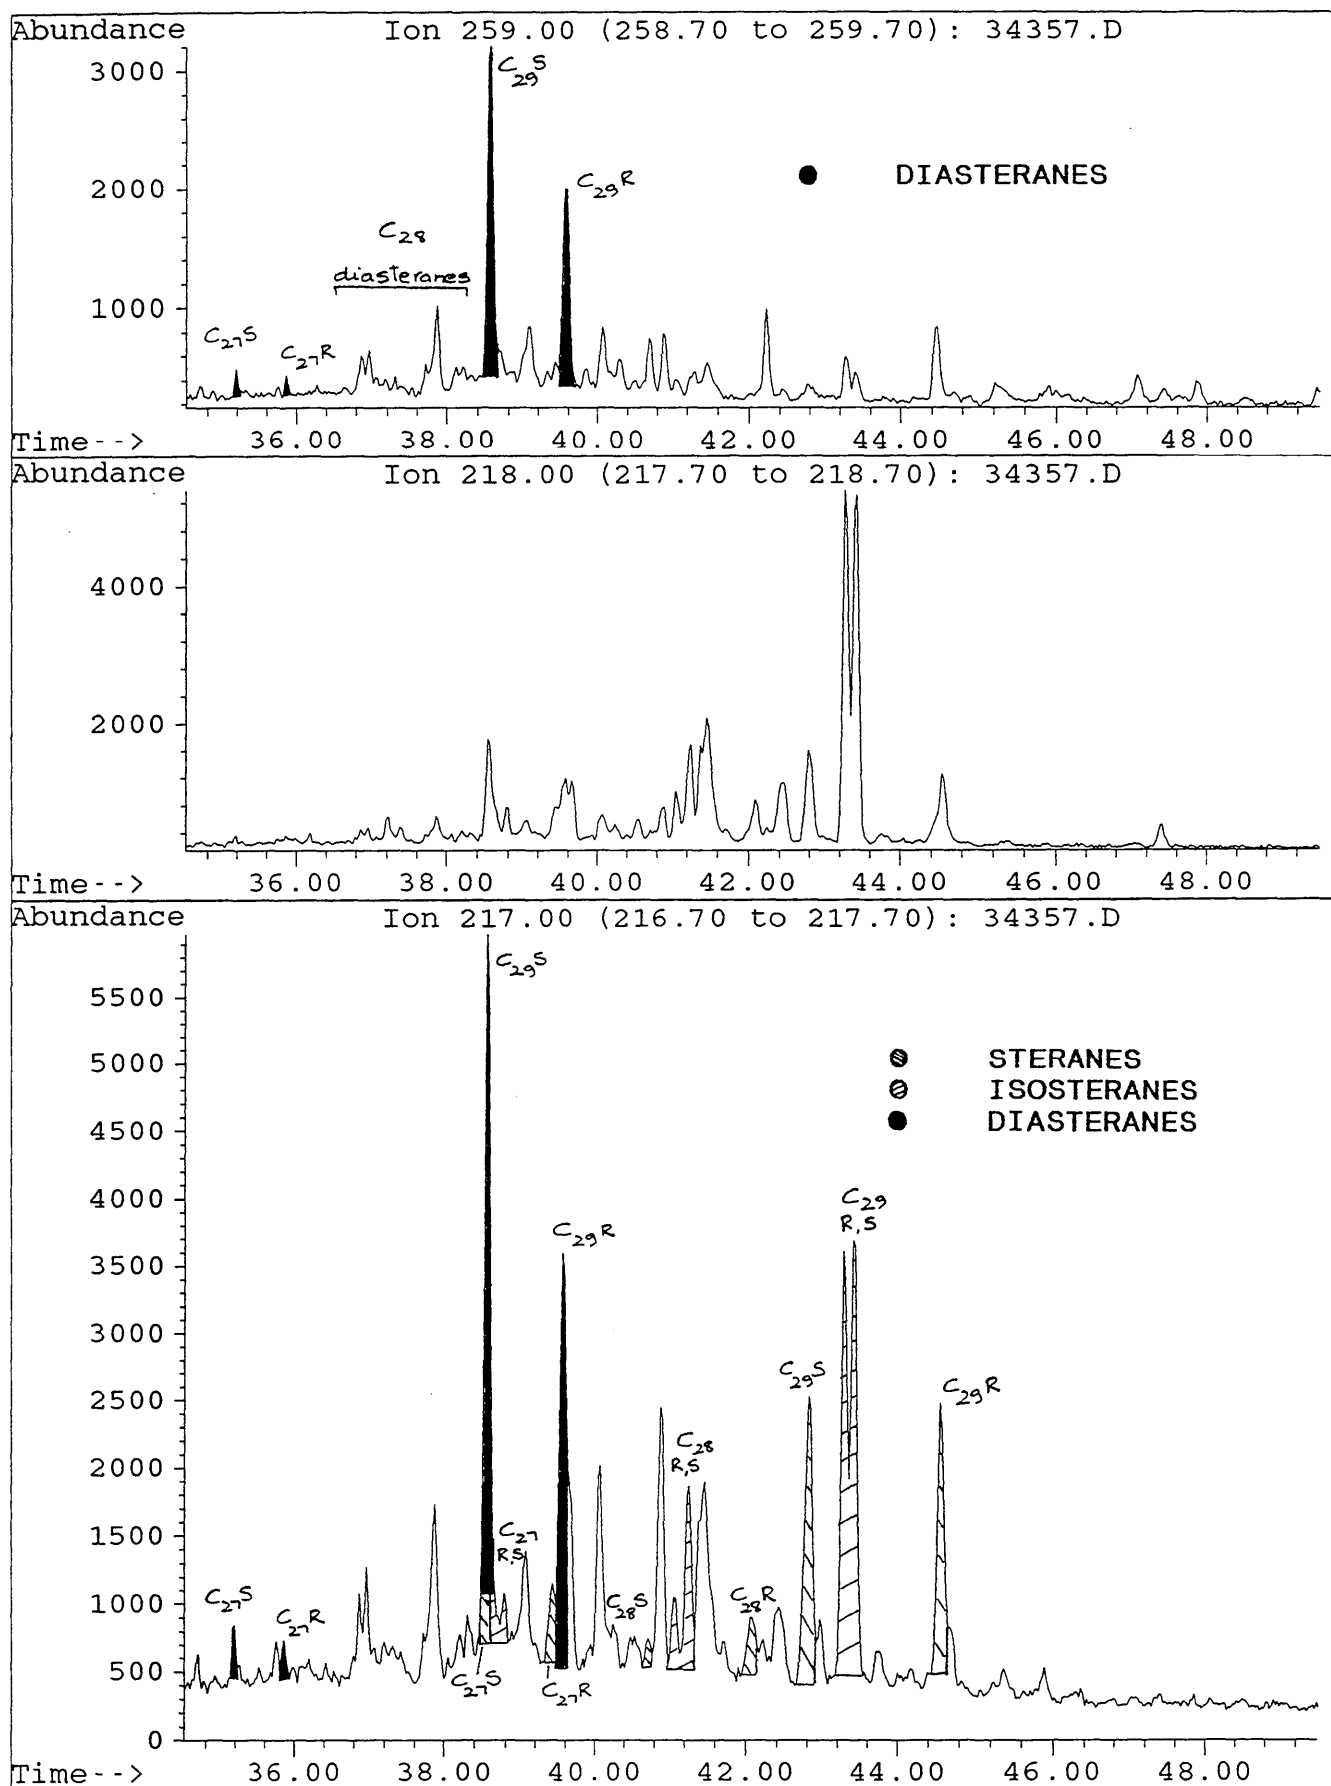 Abundance Ion 259.00 (258.70 to 259.70): 34357.D
3000
C29S
● DIASTERANES
C29R
2000
C28
diasteranes
1000
C27S
C27R
Time--> 36.00 38.00 40.00 42.00 44.00 46.00 48.00
Abundance Ion 218.00 (217.70 to 218.70): 34357.D
4000
2000
Time--> 36.00 38.00 40.00 42.00 44.00 46.00 48.00
Abundance Ion 217.00 (216.70 to 217.70): 34357.D
C29S
5500
5000
STERANES
ISOSTERANES
DIASTERANES
4500
4000
C29
R,S
C29R
3500
3000
C29S
C29R
2500
C28
R,S
2000
1500
C27
R,S
C27S
C27R
C28S
C28R
1000
C27S
C27R
500
0
Time--> 36.00 38.00 40.00 42.00 44.00 46.00 48.00